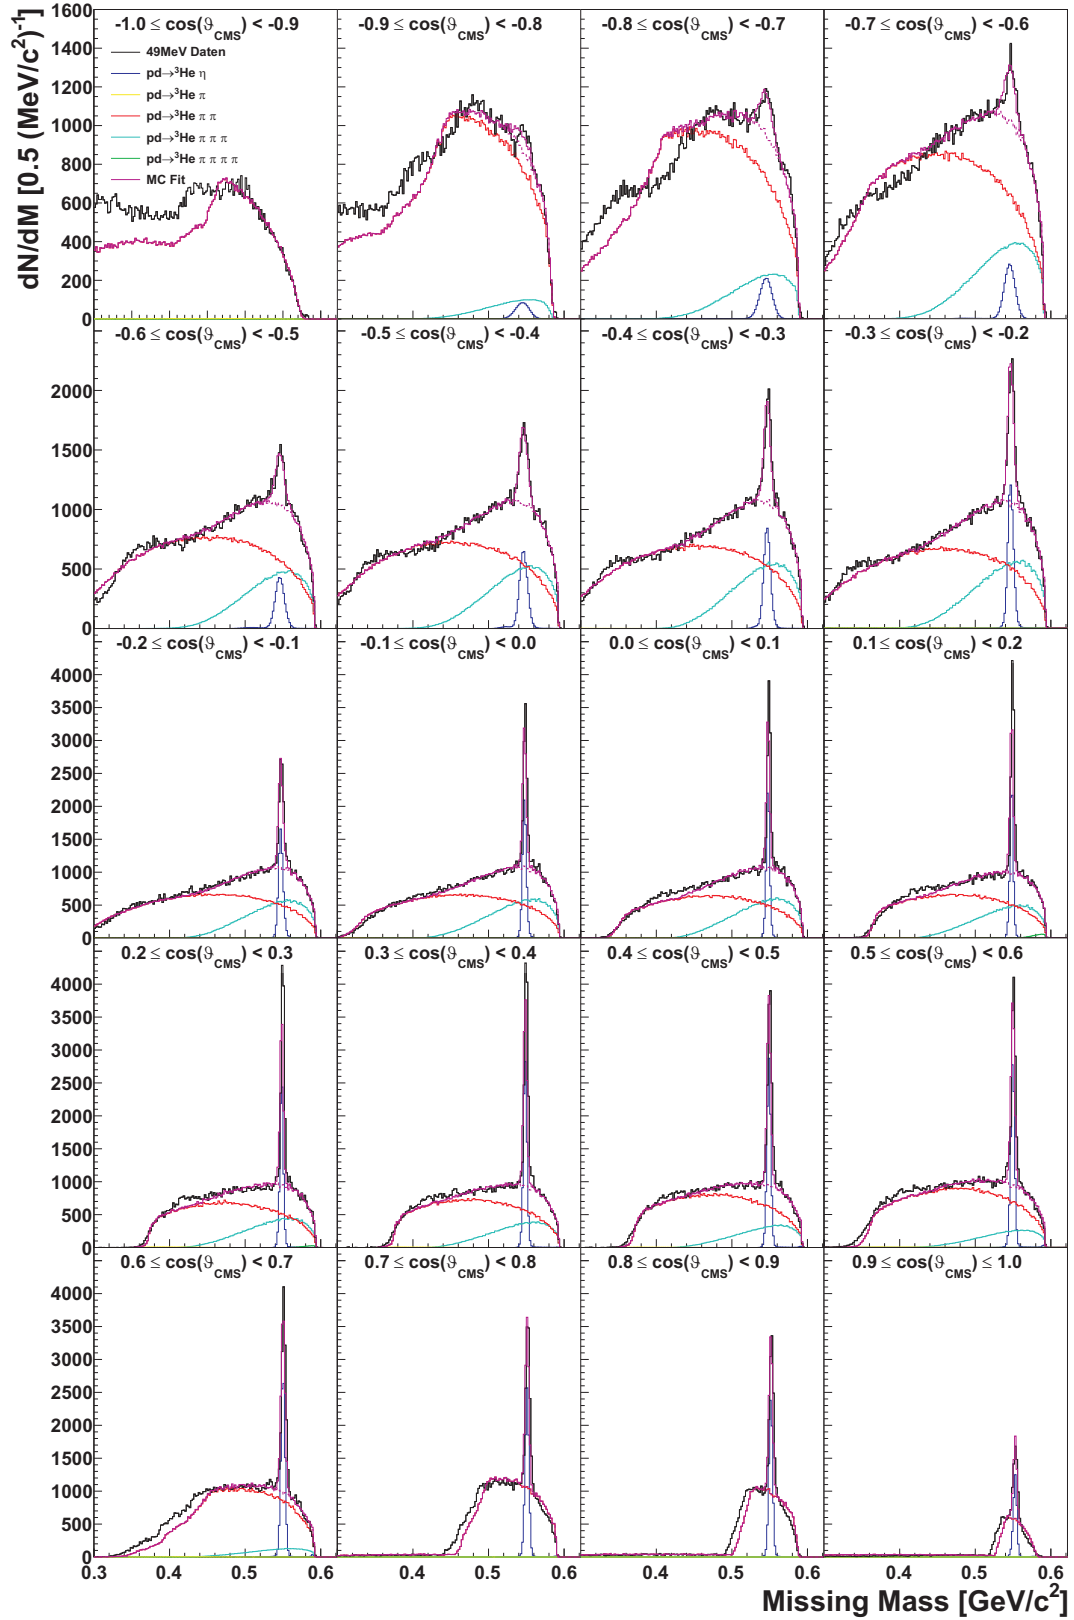 dN/dM [0.5 (MeV/c²)⁻¹]
-1.0 ≤ cos(ϑCMS) < -0.9
-0.9 ≤ cos(ϑCMS) < -0.8
-0.8 ≤ cos(ϑCMS) < -0.7
-0.7 ≤ cos(ϑCMS) < -0.6
49MeV Daten
pd→³He η
pd→³He π
pd→³He π π
pd→³He π π π
pd→³He π π π π
MC Fit
1600
1400
1200
1000
800
600
400
200
0
-0.6 ≤ cos(ϑCMS) < -0.5
-0.5 ≤ cos(ϑCMS) < -0.4
-0.4 ≤ cos(ϑCMS) < -0.3
-0.3 ≤ cos(ϑCMS) < -0.2
2000
1500
1000
500
0
-0.2 ≤ cos(ϑCMS) < -0.1
-0.1 ≤ cos(ϑCMS) < 0.0
0.0 ≤ cos(ϑCMS) < 0.1
0.1 ≤ cos(ϑCMS) < 0.2
4000
3500
3000
2500
2000
1500
1000
500
0
0.2 ≤ cos(ϑCMS) < 0.3
0.3 ≤ cos(ϑCMS) < 0.4
0.4 ≤ cos(ϑCMS) < 0.5
0.5 ≤ cos(ϑCMS) < 0.6
4000
3500
3000
2500
2000
1500
1000
500
0
0.6 ≤ cos(ϑCMS) < 0.7
0.7 ≤ cos(ϑCMS) < 0.8
0.8 ≤ cos(ϑCMS) < 0.9
0.9 ≤ cos(ϑCMS) ≤ 1.0
4000
3500
3000
2500
2000
1500
1000
500
0
0.3 0.4 0.5 0.6 0.4 0.5 0.6 0.4 0.5 0.6 0.4 0.5 0.6
Missing Mass [GeV/c²]